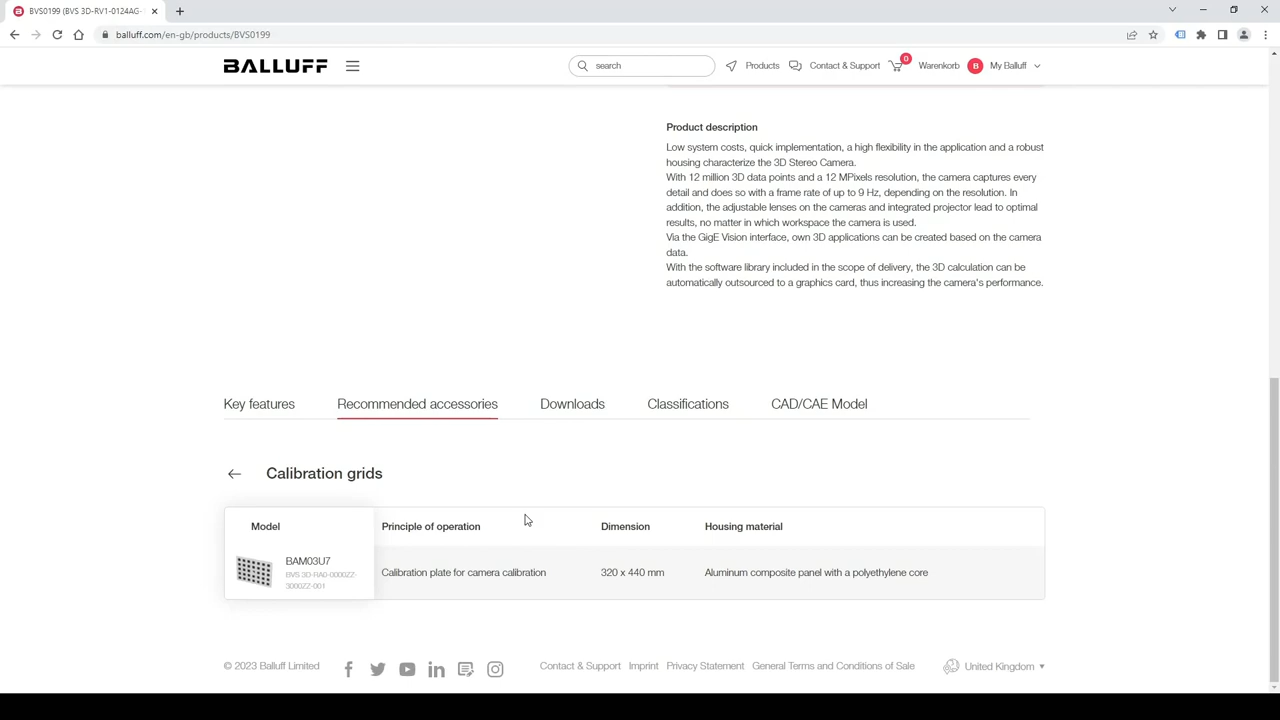 BVS0199 (BVS 3D-RV1-0124AG-
balluff.com/en-gb/products/BVS0199
BALLUFF
search
Products
Contact & Support
0
Warenkorb
B
My Balluff
Product description
Low system costs, quick implementation, a high flexibility in the application and a robust
housing characterize the 3D Stereo Camera.
With 12 million 3D data points and a 12 MPixels resolution, the camera captures every
detail and does so with a frame rate of up to 9 Hz, depending on the resolution. In
addition, the adjustable lenses on the cameras and integrated projector lead to optimal
results, no matter in which workspace the camera is used.
Via the GigE Vision interface, own 3D applications can be created based on the camera
data.
With the software library included in the scope of delivery, the 3D calculation can be
automatically outsourced to a graphics card, thus increasing the camera's performance.
Key features
Recommended accessories
Downloads
Classifications
CAD/CAE Model
Calibration grids
Model
Principle of operation
Dimension
Housing material
BAM03U7
BVS 3D-RA0-0000ZZ-
3000ZZ-001
Calibration plate for camera calibration
320 x 440 mm
Aluminum composite panel with a polyethylene core
© 2023 Balluff Limited
Contact & Support
Imprint
Privacy Statement
General Terms and Conditions of Sale
United Kingdom